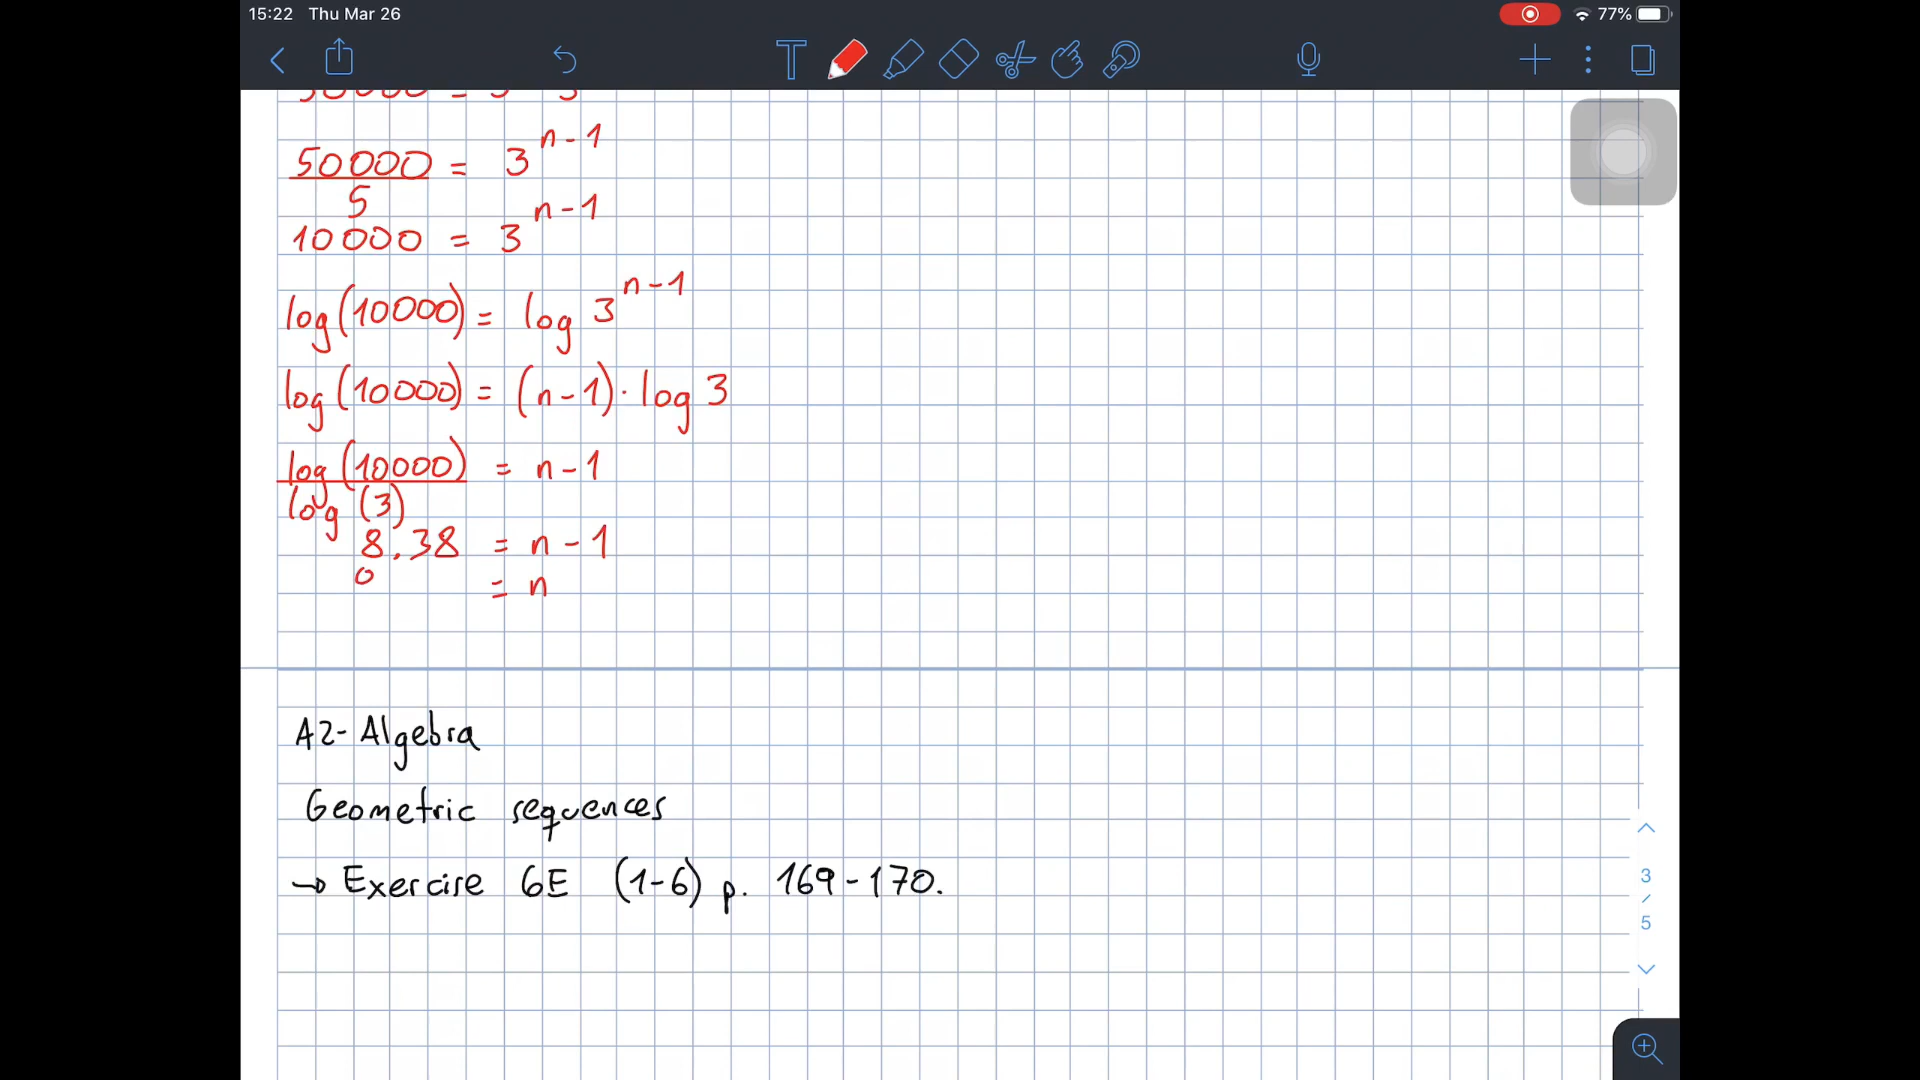 15:22 Thu Mar 26 77%
50000 = 3^(n-1)
5
10000 = 3^(n-1)
log(10000) = log 3^(n-1)
log(10000) = (n-1) · log 3
log(10000) = n-1
log(3)
8.38 = n-1
= n
A2-Algebra
Geometric sequences
→ Exercise 6E (1-6) p. 169-170.
3
/
5